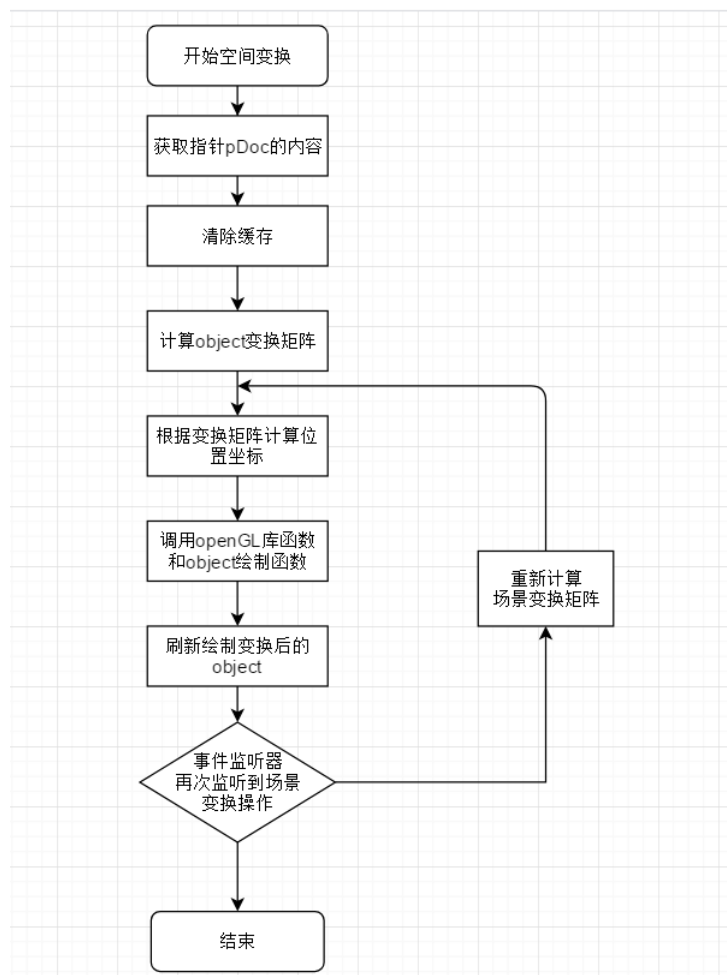 开始空间变换
获取指针pDoc的内容
清除缓存
计算object变换矩阵
根据变换矩阵计算位
置坐标
调用openGL库函数
和object绘制函数
重新计算
场景变换矩阵
刷新绘制变换后的
object
事件监听器
再次监听到场景
变换操作
结束